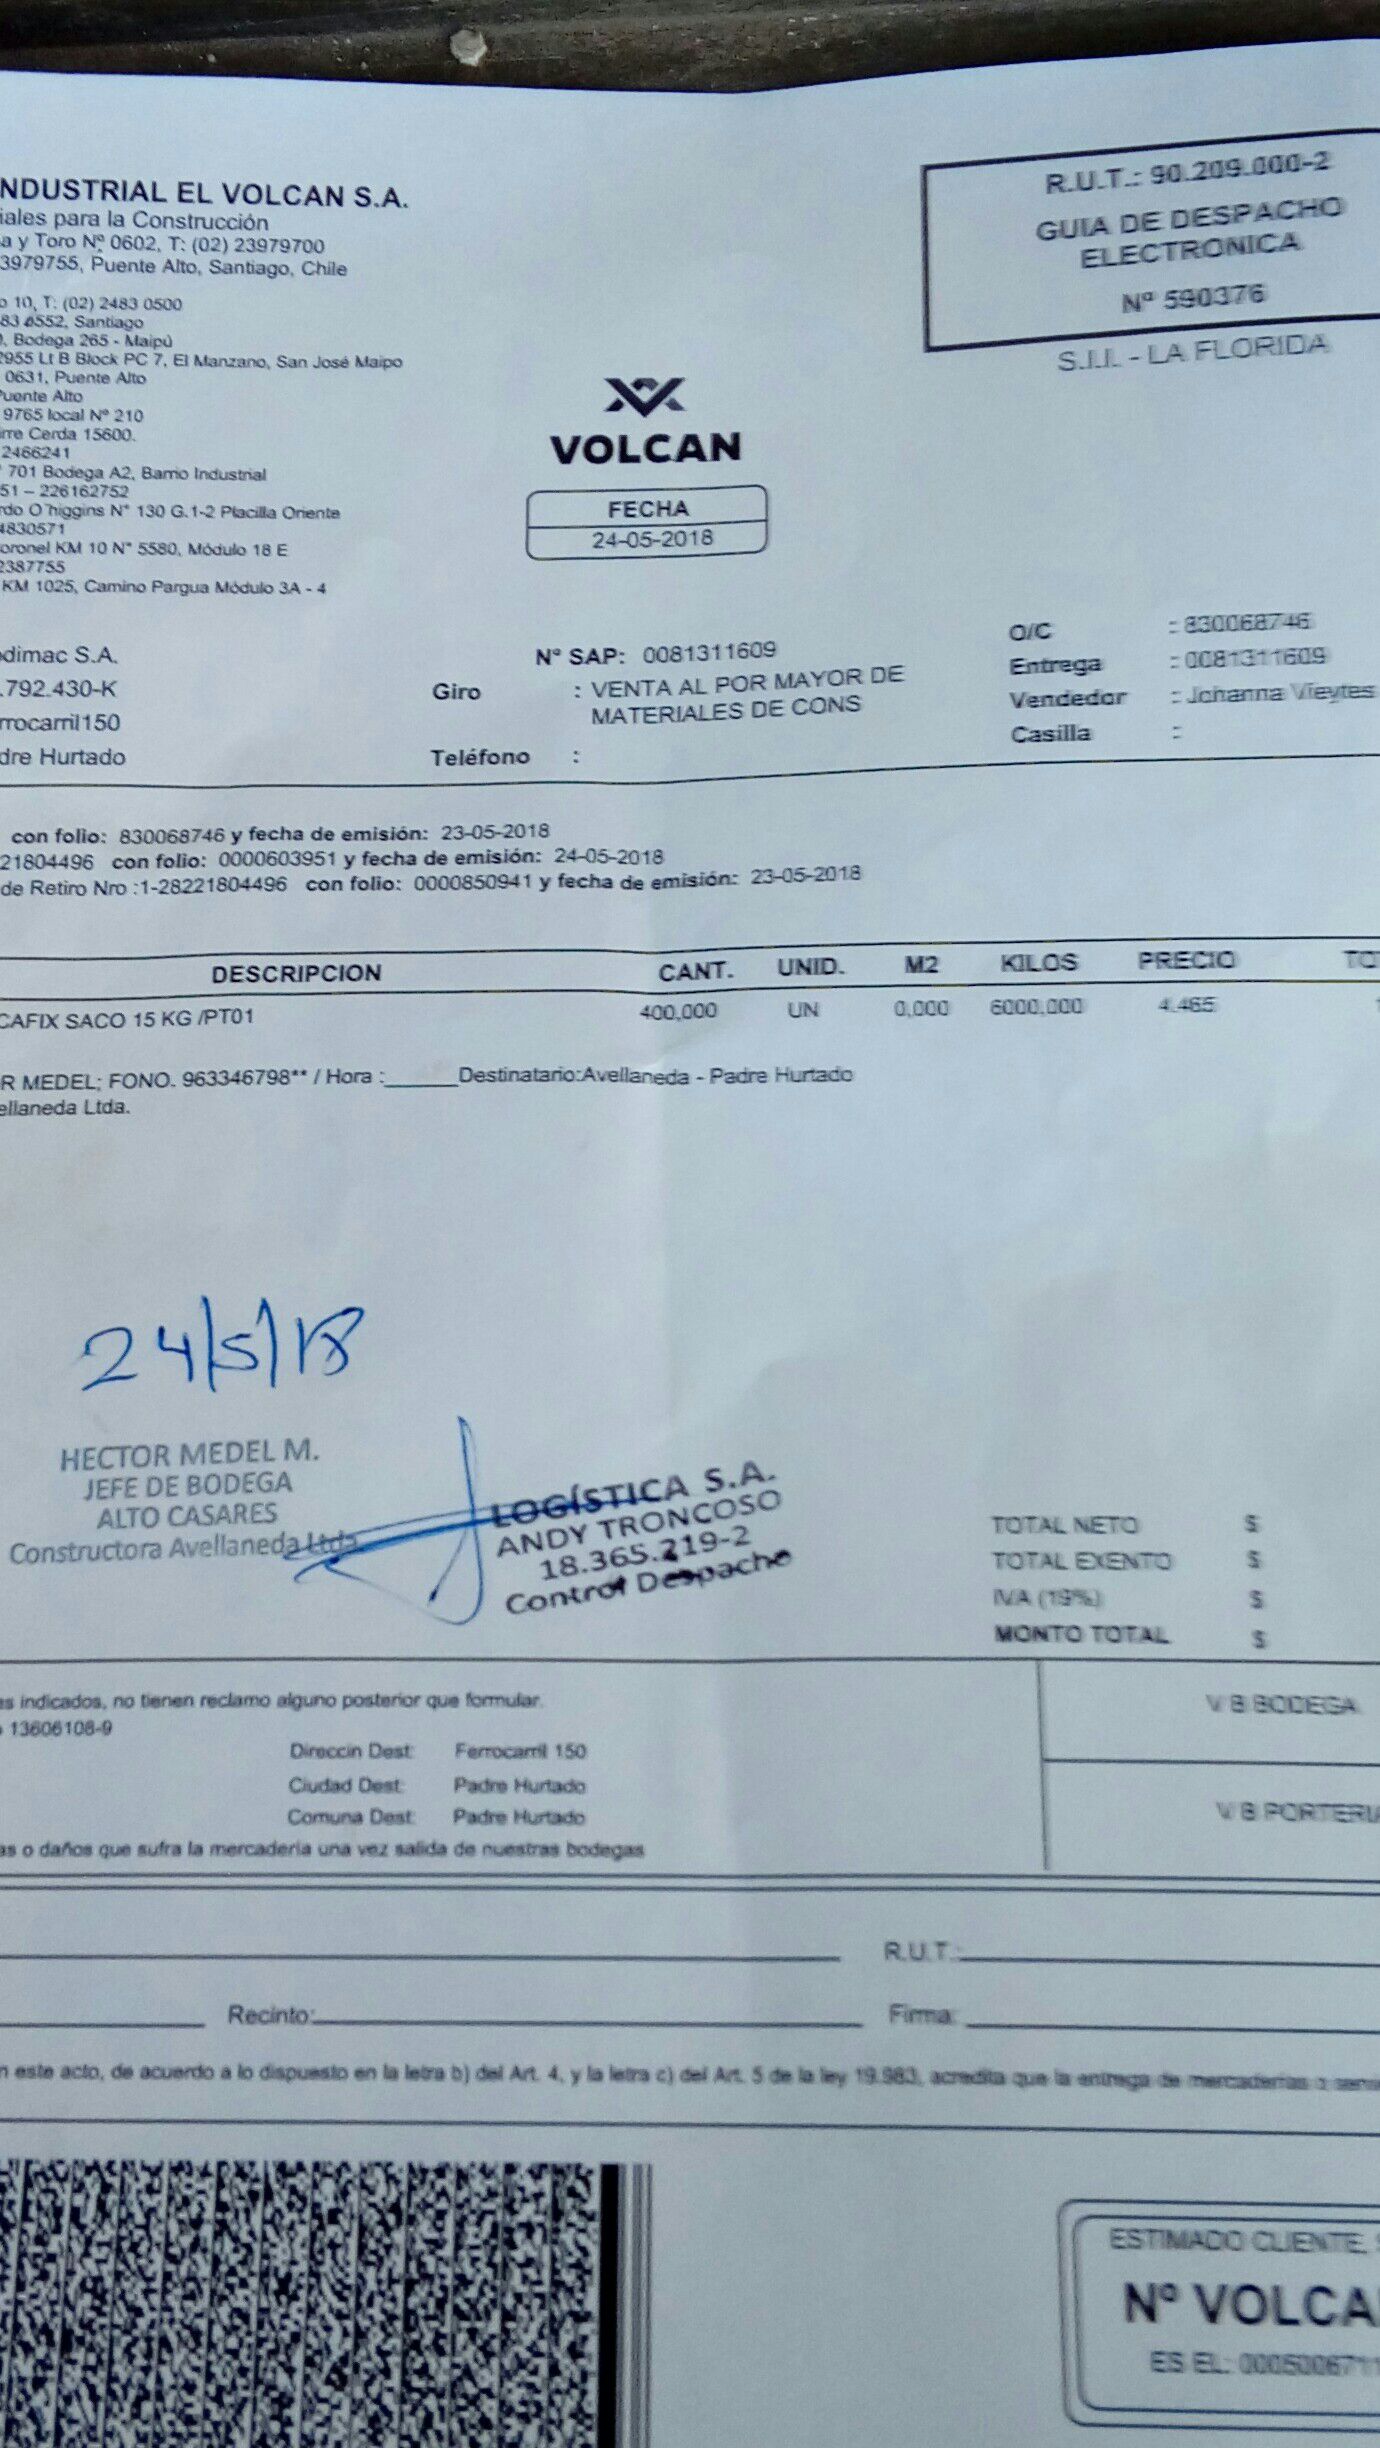 NDUSTRIAL EL VOLCAN S.A.
iales para la Construcción
a y Toro Nº 0602, T: (02) 23979700
3979755, Puente Alto, Santiago, Chile
o 10, T: (02) 2483 0500
83 0552, Santiago
, Bodega 265 - Maipú
2955 Lt B Block PC 7, El Manzano, San José Maipo
0631, Puente Alto
Puente Alto
9765 local Nº 210
irre Cerda 15600.
2466241
701 Bodega A2, Barrio Industrial
51 – 226162752
rdo O´higgins N° 130 G.1-2 Placilla Oriente
4830571
oronel KM 10 N° 5580, Módulo 18 E
2387755
KM 1025, Camino Pargua Módulo 3A - 4
R.U.T.: 90.209.000-2
GUIA DE DESPACHO
ELECTRONICA
Nº 590376
S.I.I. - LA FLORIDA
VOLCAN
FECHA
24-05-2018
odimac S.A.
.792.430-K
rrocarril150
dre Hurtado
N° SAP: 0081311609
Giro : VENTA AL POR MAYOR DE
MATERIALES DE CONS
Teléfono :
O/C : 830068746
Entrega : 0081311609
Vendedor : Johanna Vieytes
Casilla :
con folio: 830068746 y fecha de emisión: 23-05-2018
21804496 con folio: 0000603951 y fecha de emisión: 24-05-2018
de Retiro Nro :1-28221804496 con folio: 0000850941 y fecha de emisión: 23-05-2018
DESCRIPCION CANT. UNID. M2 KILOS PRECIO TO
CAFIX SACO 15 KG /PT01 400,000 UN 0,000 6000,000 4.465
R MEDEL; FONO. 963346798** / Hora :______Destinatario:Avellaneda - Padre Hurtado
ellaneda Ltda.
24/5/18
HECTOR MEDEL M.
JEFE DE BODEGA
ALTO CASARES
Constructora Avellaneda Ltda
LOGÍSTICA S.A.
ANDY TRONCOSO
18.365.219-2
Control Despacho
TOTAL NETO $
TOTAL EXENTO $
IVA (19%) $
MONTO TOTAL $
es indicados, no tienen reclamo alguno posterior que formular.
o 13606108-9
Direccin Dest: Ferrocarril 150
Ciudad Dest: Padre Hurtado
Comuna Dest: Padre Hurtado
as o daños que sufra la mercadería una vez salida de nuestras bodegas
V B BODEGA
V B PORTERIA
R.U.T.:
Recinto: Firma:
n este acto, de acuerdo a lo dispuesto en la letra b) del Art. 4, y la letra c) del Art. 5 de la ley 19.983, acredita que la entrega de mercaderias o
ESTIMADO CLIENTE,
Nº VOLCA
ES EL: 0005006711